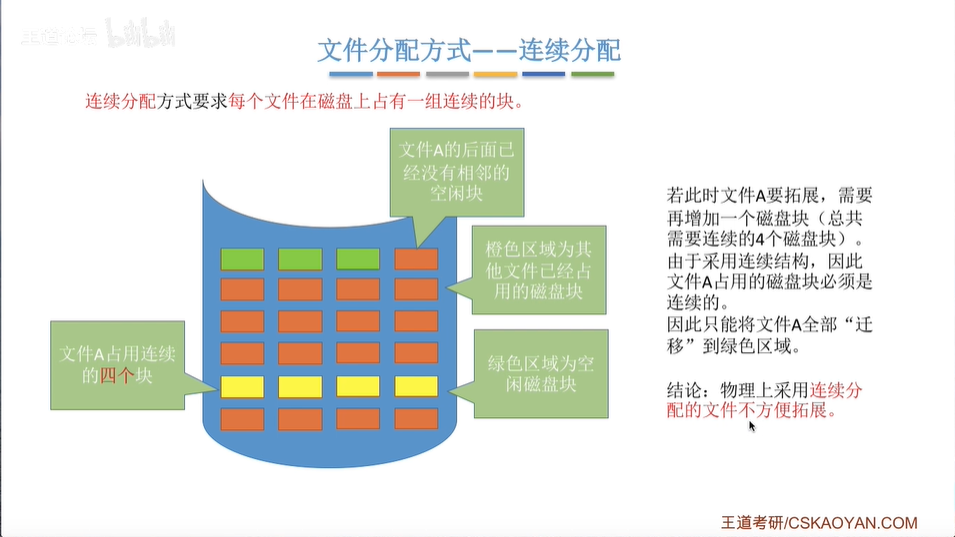 文件分配方式——连续分配
连续分配方式要求每个文件在磁盘上占有一组连续的块。
文件A的后面已
经没有相邻的
空闲块
橙色区域为其
他文件已经占
用的磁盘块
文件A占用连续
的四个块
绿色区域为空
闲磁盘块
若此时文件A要拓展，需要
再增加一个磁盘块（总共
需要连续的4个磁盘块）。
由于采用连续结构，因此
文件A占用的磁盘块必须是
连续的。
因此只能将文件A全部“迁
移”到绿色区域。
结论：物理上采用连续分
配的文件不方便拓展。
王道考研/CSKAOYAN.COM